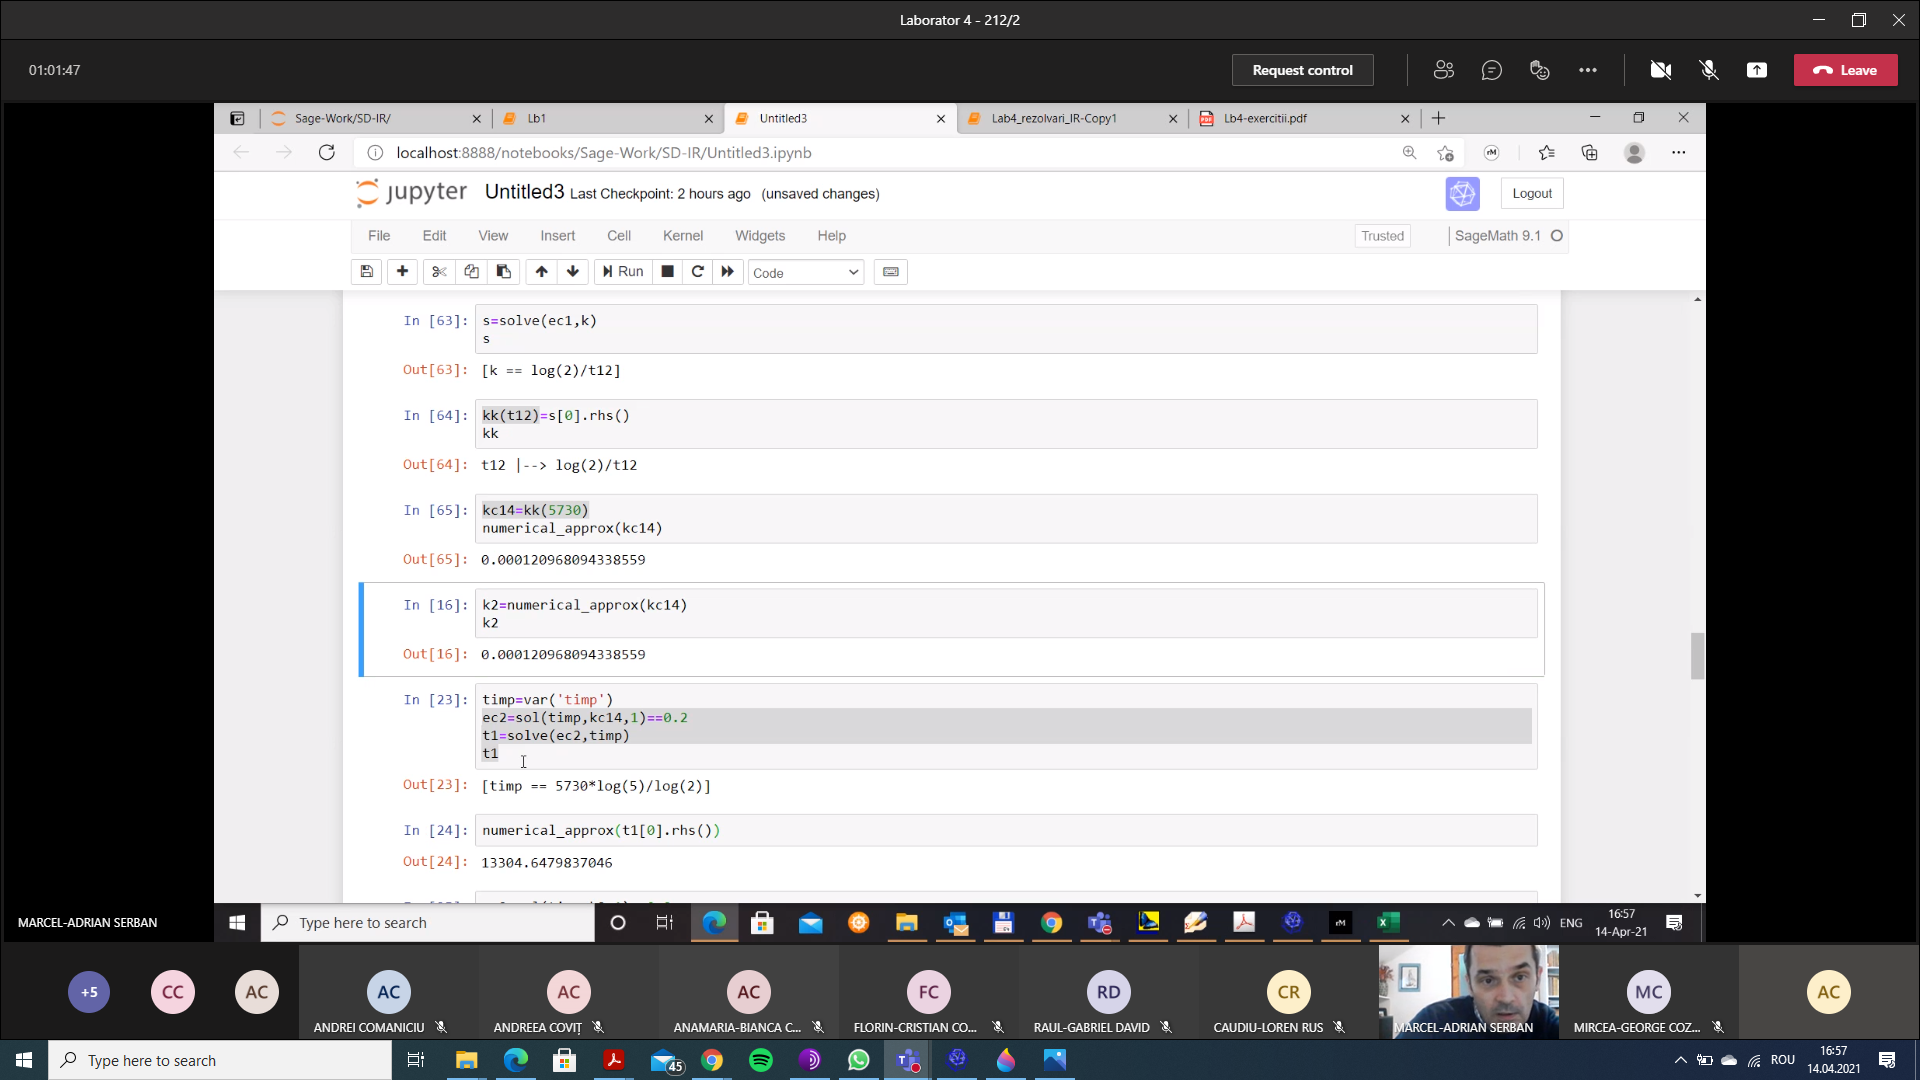 Laborator 4 - 212/2
01:01:47
Request control
Leave
Sage-Work/SD-IR/
Lb1
Untitled3
Lab4_rezolvari_IR-Copy1
Lb4-exercitii.pdf
localhost:8888/notebooks/Sage-Work/SD-IR/Untitled3.ipynb
jupyter Untitled3 Last Checkpoint: 2 hours ago (unsaved changes)
Logout
File Edit View Insert Cell Kernel Widgets Help
Trusted
SageMath 9.1
Run
Code
In [63]: s=solve(ec1,k)
s
Out[63]: [k == log(2)/t12]
In [64]: kk(t12)=s[0].rhs()
kk
Out[64]: t12 |--> log(2)/t12
In [65]: kc14=kk(5730)
numerical_approx(kc14)
Out[65]: 0.000120968094338559
In [16]: k2=numerical_approx(kc14)
k2
Out[16]: 0.000120968094338559
In [23]: timp=var('timp')
ec2=sol(timp,kc14,1)==0.2
t1=solve(ec2,timp)
t1
Out[23]: [timp == 5730*log(5)/log(2)]
In [24]: numerical_approx(t1[0].rhs())
Out[24]: 13304.6479837046
MARCEL-ADRIAN SERBAN
Type here to search
ENG
16:57
14-Apr-21
+5
CC
AC
AC
AC
AC
FC
RD
CR
MC
AC
ANDREI COMANICIU
ANDREEA COVIȚ
ANAMARIA-BIANCA C...
FLORIN-CRISTIAN CO...
RAUL-GABRIEL DAVID
CAUDIU-LOREN RUS
MARCEL-ADRIAN SERBAN
MIRCEA-GEORGE COZ...
Type here to search
45
ROU
16:57
14.04.2021